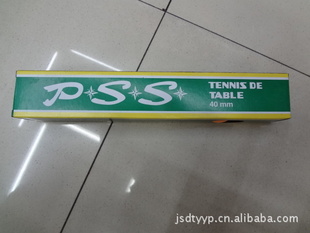 P·S·S·
TENNIS DE
TABLE
40 mm
jsdtyyp.cn.alibaba.com